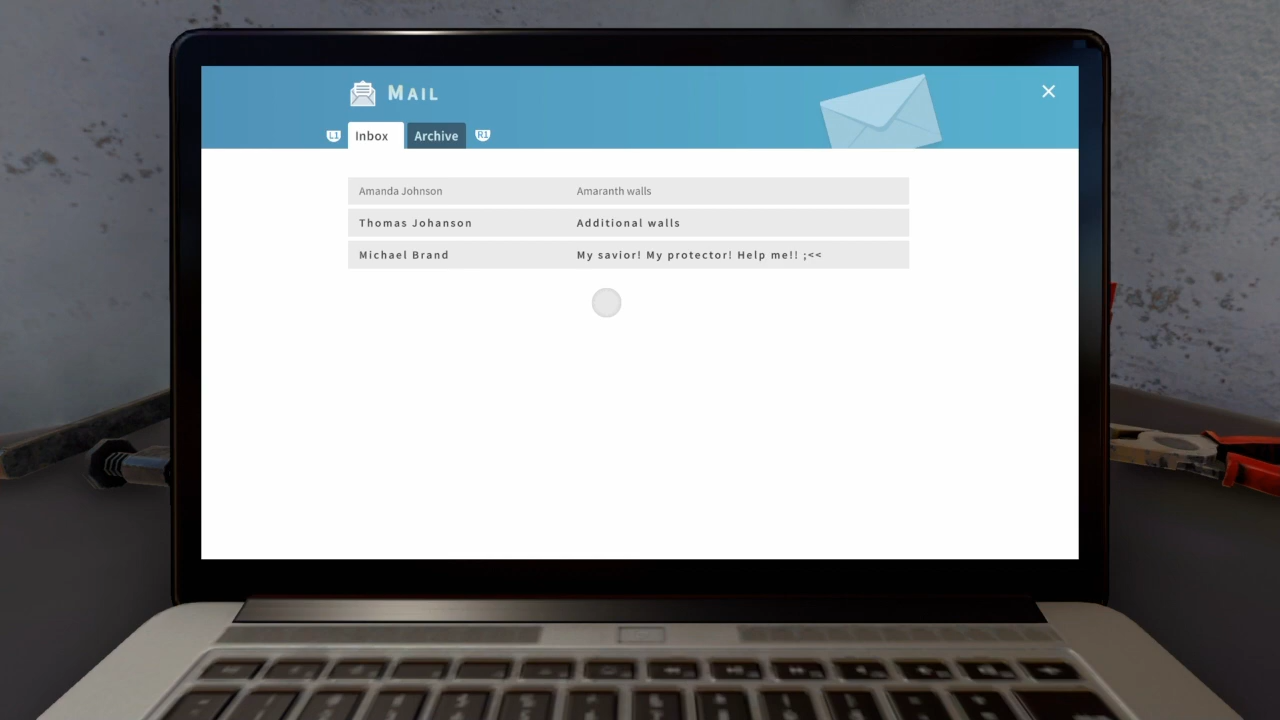 MAIL
L1 Inbox Archive R1
Amanda Johnson Amaranth walls
Thomas Johanson Additional walls
Michael Brand My savior! My protector! Help me!! ;<<